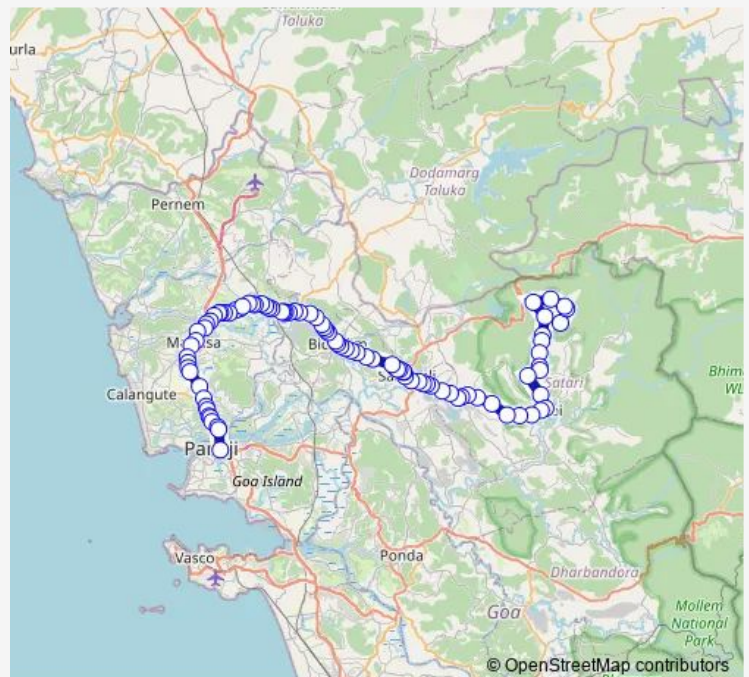 Taluka
urla
Dodamarg
Taluka
Pernem
Calangute
Satari
Bhim
WL
Goa Island
Vasco
Ponda
Dharbandora
Goa
Mollem
National
Park
© OpenStreetMap contributors